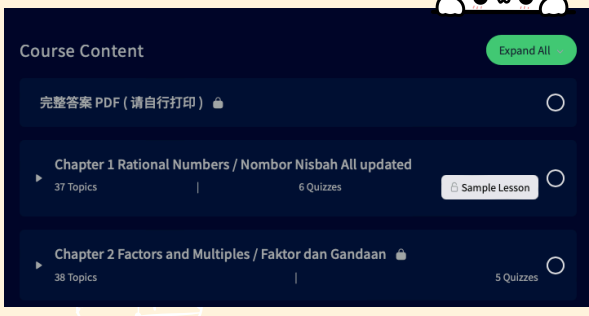 Course Content
Expand All
完整答案 PDF ( 请自行打印 )
Chapter 1 Rational Numbers / Nombor Nisbah All updated
37 Topics | 6 Quizzes
Sample Lesson
Chapter 2 Factors and Multiples / Faktor dan Gandaan
38 Topics | 5 Quizzes